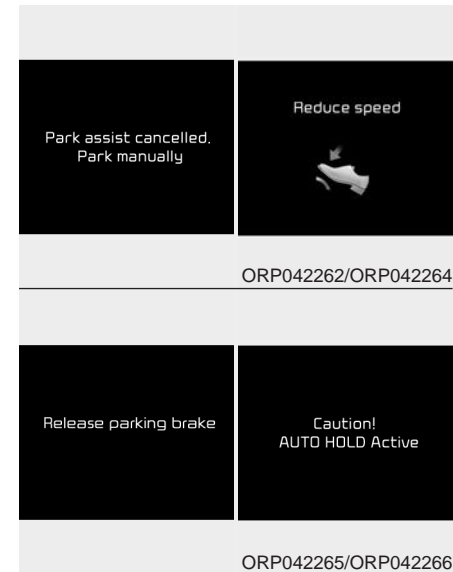 Park assist cancelled.
Park manually
Reduce speed
ORP042262/ORP042264
Release parking brake
Caution!
AUTO HOLD Active
ORP042265/ORP042266